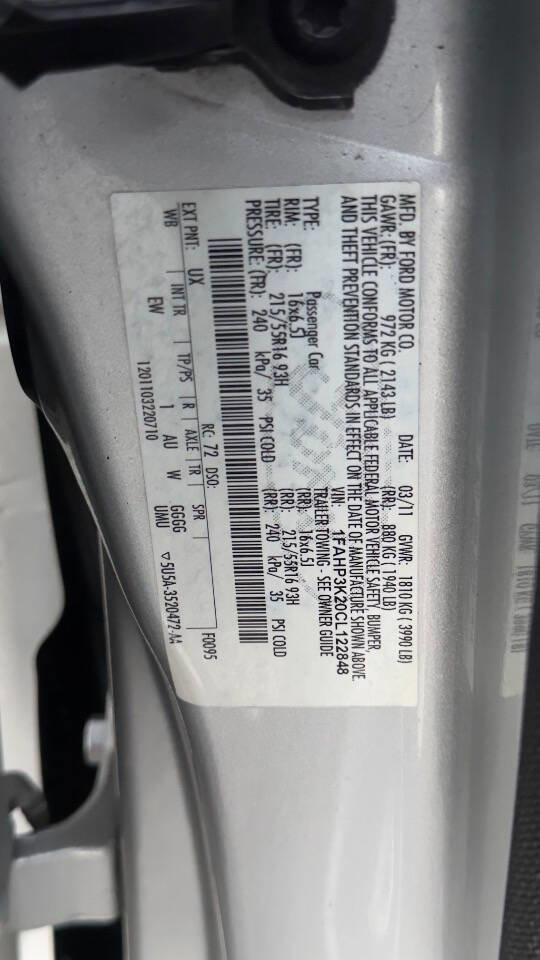 MFD. BY FORD MOTOR CO. DATE: 03/11 GVWR: 1810 KG ( 3990 LB)
GAWR: (FR): 972 KG ( 2143 LB) (RR): 880 KG ( 1940 LB)
THIS VEHICLE CONFORMS TO ALL APPLICABLE FEDERAL MOTOR VEHICLE SAFETY, BUMPER,
AND THEFT PREVENTION STANDARDS IN EFFECT ON THE DATE OF MANUFACTURE SHOWN ABOVE.
VIN: 1FAHP3K20CL122848
TYPE: Passenger Car TRAILER TOWING - SEE OWNER GUIDE
RIM: (FR): 16x6.5J (RR): 16x6.5J
TIRE: (FR): 215/55R16 93H (RR): 215/55R16 93H
PRESSURE: (FR): 240 kPa/ 35 PSI COLD (RR): 240 kPa/ 35 PSI COLD
F0095
EXT PNT: UX RC: 72 DSO:
WB INT TR TP/PS R AXLE TR SPR
EW 1 AU W GGGG
UMU ▽5U5A-3520472-AA
1201103220710